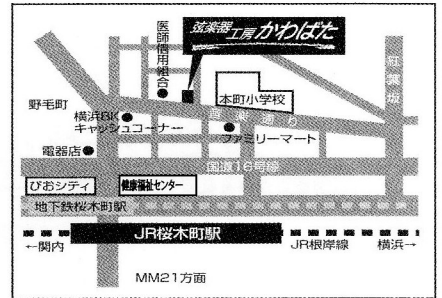 弦楽器工房かわばた
医師信用組合
紅葉坂
本町小学校
野毛町
横浜BK
キャッシュコーナー
音楽通り
ファミリーマート
電器店
国道16号線
ぴおシティ
健康福祉センター
地下鉄桜木町駅
JR桜木町駅
←関内
JR根岸線
横浜→
MM21方面